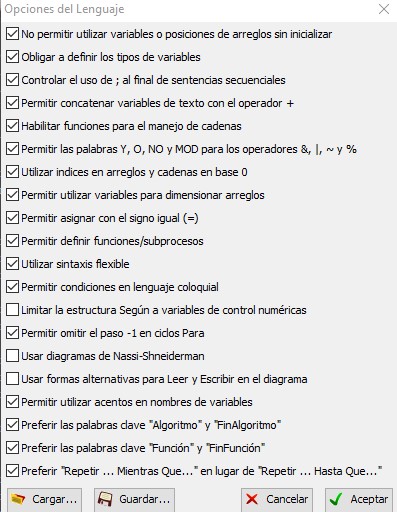 Opciones del Lenguaje
No permitir utilizar variables o posiciones de arreglos sin inicializar
Obligar a definir los tipos de variables
Controlar el uso de ; al final de sentencias secuenciales
Permitir concatenar variables de texto con el operador +
Habilitar funciones para el manejo de cadenas
Permitir las palabras Y, O, NO y MOD para los operadores &, |, ~ y %
Utilizar indices en arreglos y cadenas en base 0
Permitir utilizar variables para dimensionar arreglos
Permitir asignar con el signo igual (=)
Permitir definir funciones/subprocesos
Utilizar sintaxis flexible
Permitir condiciones en lenguaje coloquial
Limitar la estructura Según a variables de control numéricas
Permitir omitir el paso -1 en ciclos Para
Usar diagramas de Nassi-Shneiderman
Usar formas alternativas para Leer y Escribir en el diagrama
Permitir utilizar acentos en nombres de variables
Preferir las palabras clave "Algoritmo" y "FinAlgoritmo"
Preferir las palabras clave "Función" y "FinFunción"
Preferir "Repetir ... Mientras Que..." en lugar de "Repetir ... Hasta Que..."
Cargar... Guardar... Cancelar Aceptar